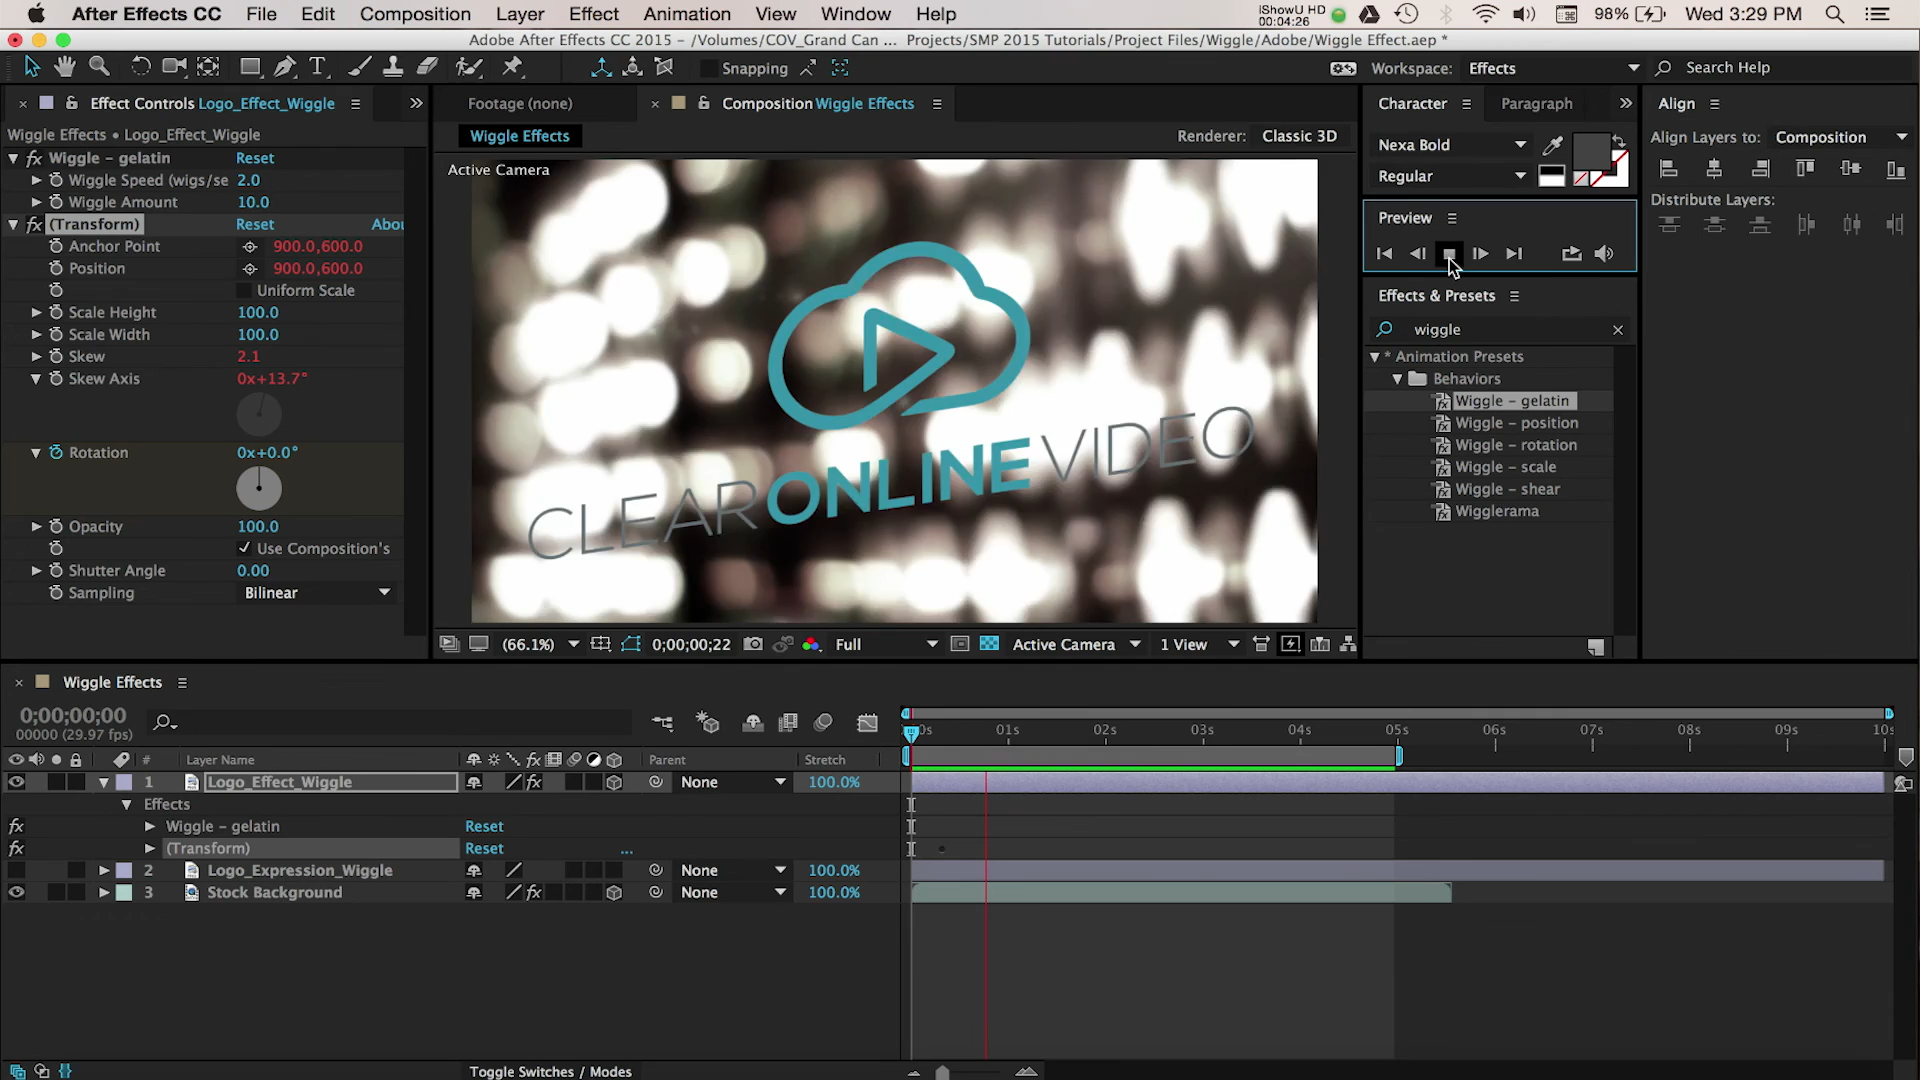 After Effects CC File Edit Composition Layer Effect Animation View Window Help
iShowU HD
00:04:26
98% Wed 3:29 PM
Adobe After Effects CC 2015 - /Volumes/COV_Grand Can ... Projects/SMP 2015 Tutorials/Project Files/Wiggle/Adobe/Wiggle Effect.aep *
Snapping
Workspace: Effects
Search Help
Effect Controls Logo_Effect_Wiggle
Wiggle Effects • Logo_Effect_Wiggle
fx Wiggle - gelatin Reset
Wiggle Speed (wigs/se 2.0
Wiggle Amount 10.0
fx (Transform) Reset Abou
Anchor Point 900.0,600.0
Position 900.0,600.0
Uniform Scale
Scale Height 100.0
Scale Width 100.0
Skew 2.1
Skew Axis 0x+13.7°
Rotation 0x+0.0°
Opacity 100.0
Use Composition's
Shutter Angle 0.00
Sampling Bilinear
Footage (none)
Composition Wiggle Effects
Wiggle Effects
Renderer: Classic 3D
Active Camera
CLEARONLINEVIDEO
(66.1%) 0;00;00;22 Full Active Camera 1 View
Character Paragraph
Nexa Bold
Regular
Preview
Effects & Presets
wiggle
* Animation Presets
Behaviors
Wiggle - gelatin
Wiggle - position
Wiggle - rotation
Wiggle - scale
Wiggle - shear
Wigglerama
Align
Align Layers to: Composition
Distribute Layers:
Wiggle Effects
0;00;00;00
00000 (29.97 fps)
0s 01s 02s 03s 04s 05s 06s 07s 08s 09s 10s
# Layer Name fx Parent Stretch
1 Logo_Effect_Wiggle fx None 100.0%
Effects
fx Wiggle - gelatin Reset
fx (Transform) Reset ...
2 Logo_Expression_Wiggle None 100.0%
3 Stock Background fx None 100.0%
Toggle Switches / Modes